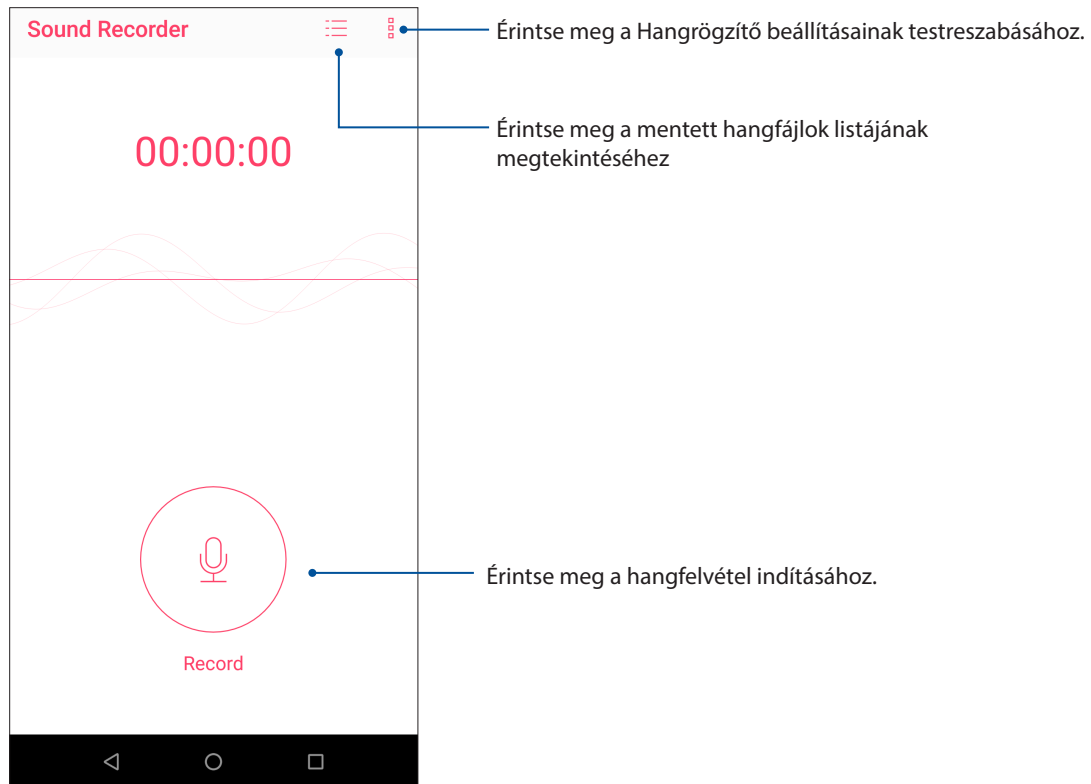 Sound Recorder
Érintse meg a Hangrögzítő beállításainak testreszabásához.
Érintse meg a mentett hangfájlok listájának
megtekintéséhez
00:00:00
Érintse meg a hangfelvétel indításához.
Record